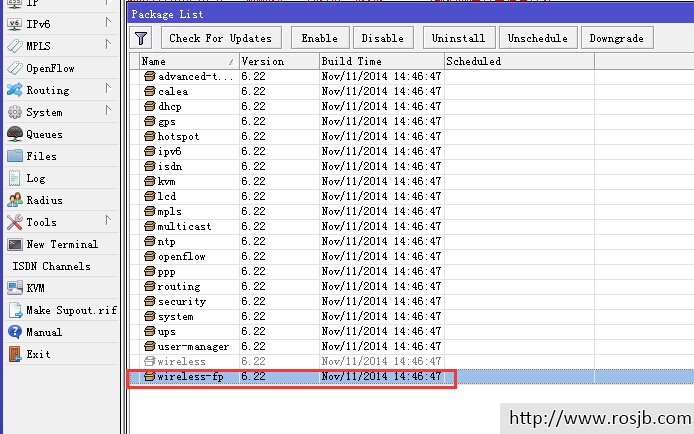 IP
Package List
IPv6
Check For Updates Enable Disable Uninstall Unschedule Downgrade
MPLS
Name / Version Build Time Scheduled
OpenFlow
advanced-t... 6.22 Nov/11/2014 14:46:47
Routing
calea 6.22 Nov/11/2014 14:46:47
dhcp 6.22 Nov/11/2014 14:46:47
System
gps 6.22 Nov/11/2014 14:46:47
Queues
hotspot 6.22 Nov/11/2014 14:46:47
ipv6 6.22 Nov/11/2014 14:46:47
Files
isdn 6.22 Nov/11/2014 14:46:47
Log
kvm 6.22 Nov/11/2014 14:46:47
lcd 6.22 Nov/11/2014 14:46:47
Radius
mpls 6.22 Nov/11/2014 14:46:47
Tools
multicast 6.22 Nov/11/2014 14:46:47
ntp 6.22 Nov/11/2014 14:46:47
New Terminal
openflow 6.22 Nov/11/2014 14:46:47
ISDN Channels
ppp 6.22 Nov/11/2014 14:46:47
routing 6.22 Nov/11/2014 14:46:47
KVM
security 6.22 Nov/11/2014 14:46:47
Make Supout.rif
system 6.22 Nov/11/2014 14:46:47
Manual
ups 6.22 Nov/11/2014 14:46:47
user-manager 6.22 Nov/11/2014 14:46:47
Exit
wireless 6.22 Nov/11/2014 14:46:47
wireless-fp 6.22 Nov/11/2014 14:46:47
http://www.rosjb.com